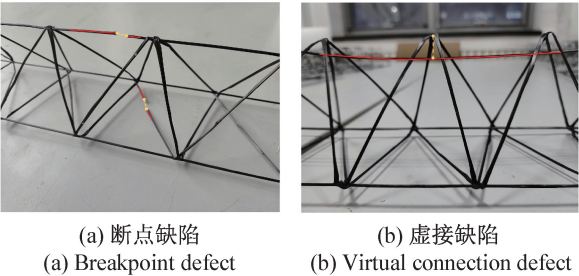 (a) 断点缺陷
(a) Breakpoint defect
(b) 虚接缺陷
(b) Virtual connection defect